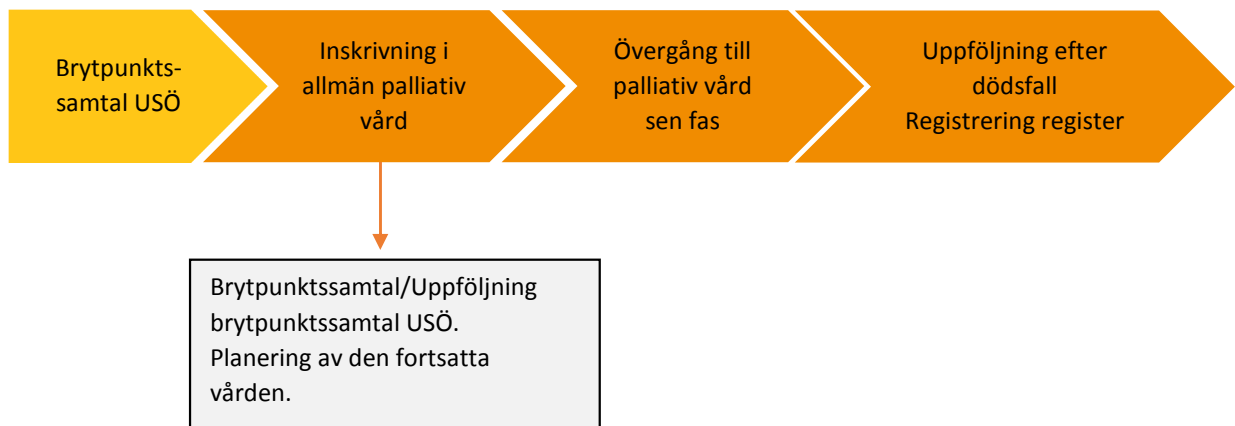 Brytpunkts-
samtal USÖ
Inskrivning i
allmän palliativ
vård
Övergång till
palliativ vård
sen fas
Uppföljning efter
dödsfall
Registrering register
Brytpunktssamtal/Uppföljning
brytpunktssamtal USÖ.
Planering av den fortsatta
vården.